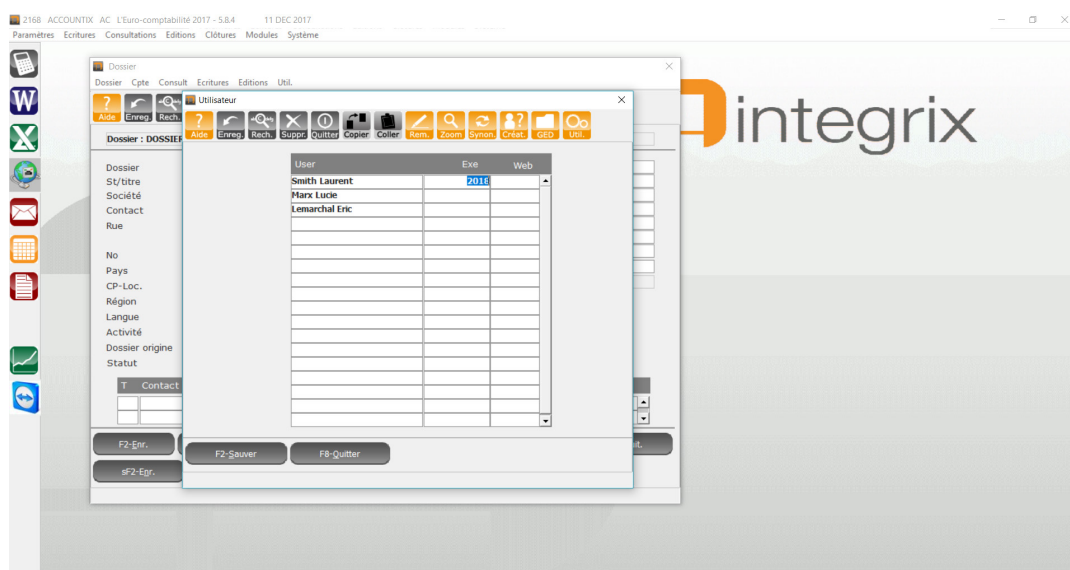 2168 ACCOUNTIX AC L'Euro-comptabilité 2017 - 5.8.4 11 DEC 2017
Paramètres Ecritures Consultations Editions Clôtures Modules Système
Dossier
Dossier Cpte Consult Ecritures Editions Util.
Aide Enreg. Rech.
Dossier : DOSSIER
Dossier
St/titre
Société
Contact
Rue
No
Pays
CP-Loc.
Région
Langue
Activité
Dossier origine
Statut
T Contact
F2-Enr.
sF2-Enr.
Utilisateur
Aide Enreg. Rech. Suppr. Quitter Copier Coller Rem. Zoom Synon. Créat. GED Util.
User Exe Web
Smith Laurent 2018
Marx Lucie
Lemarchal Eric
F2-Sauver F8-Quitter
integrix